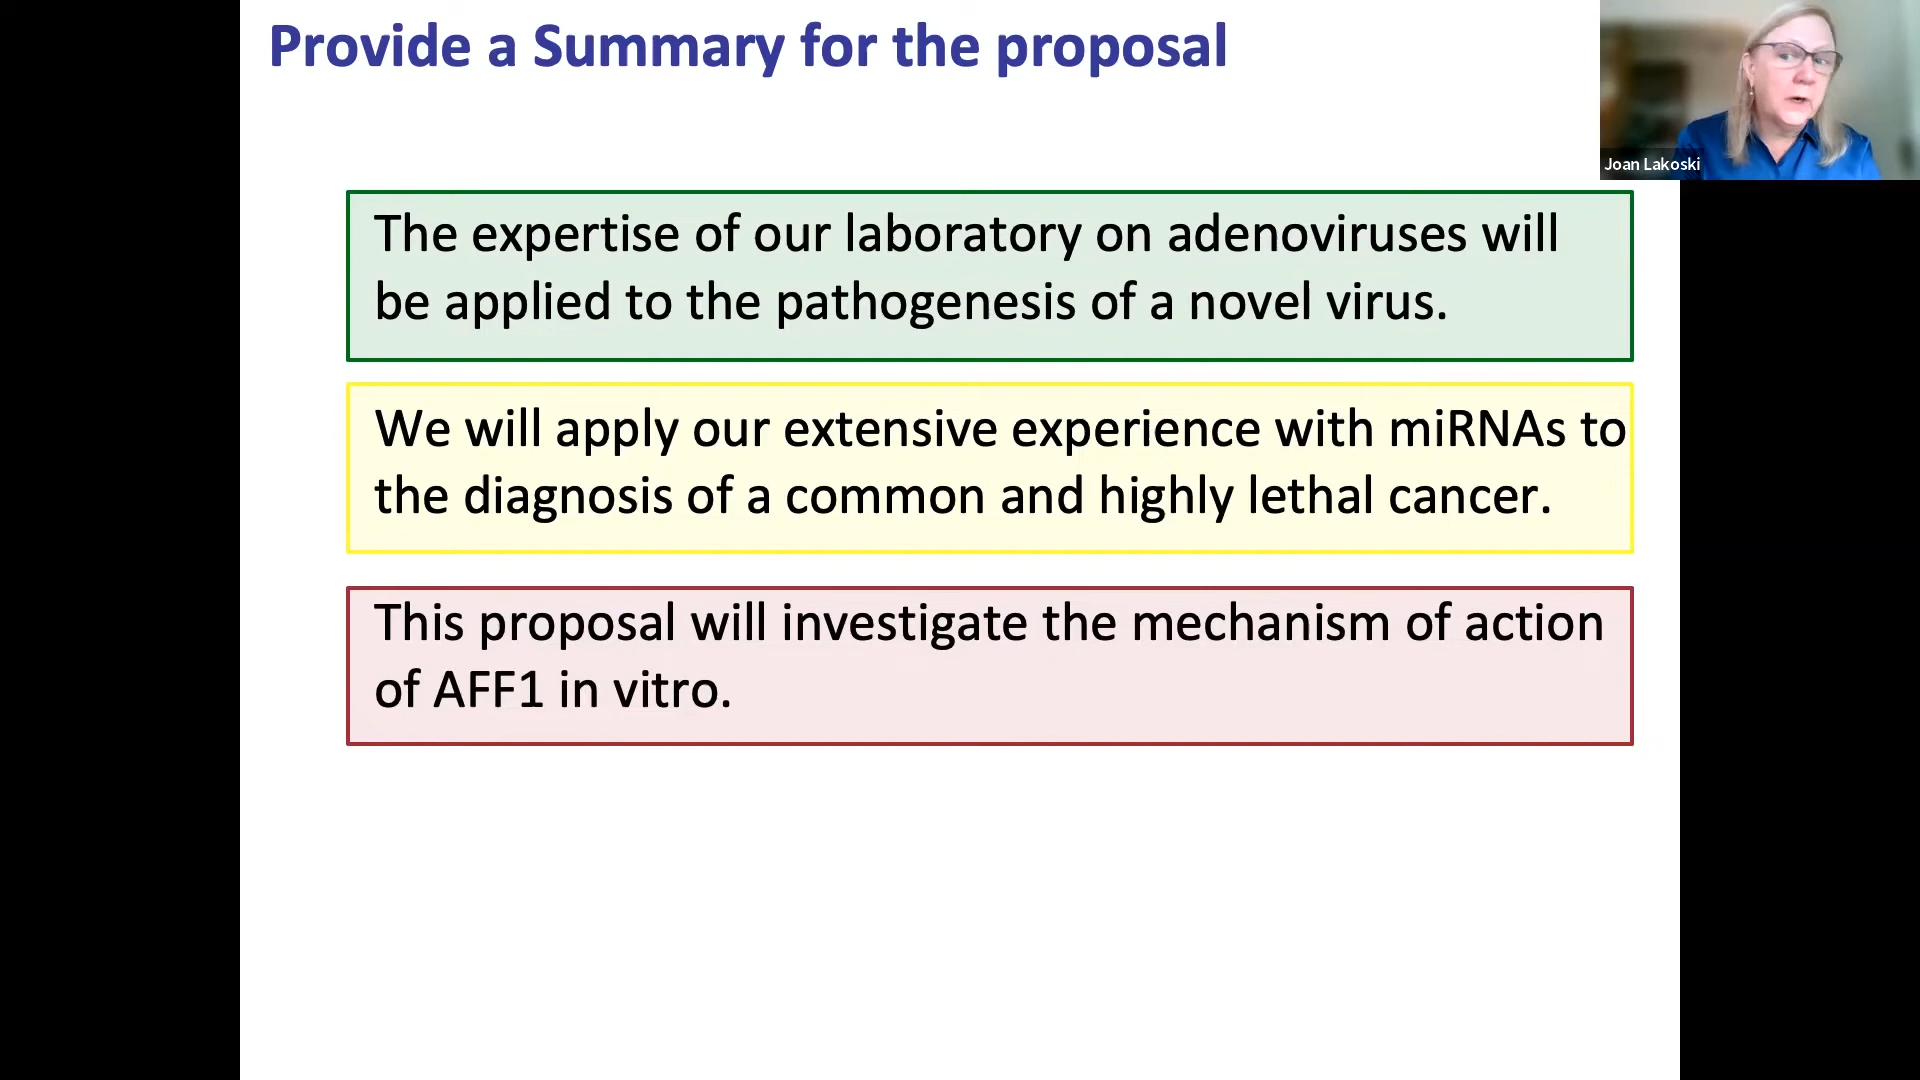 Provide a Summary for the proposal
Joan Lakoski
The expertise of our laboratory on adenoviruses will
be applied to the pathogenesis of a novel virus.
We will apply our extensive experience with miRNAs to
the diagnosis of a common and highly lethal cancer.
This proposal will investigate the mechanism of action
of AFF1 in vitro.